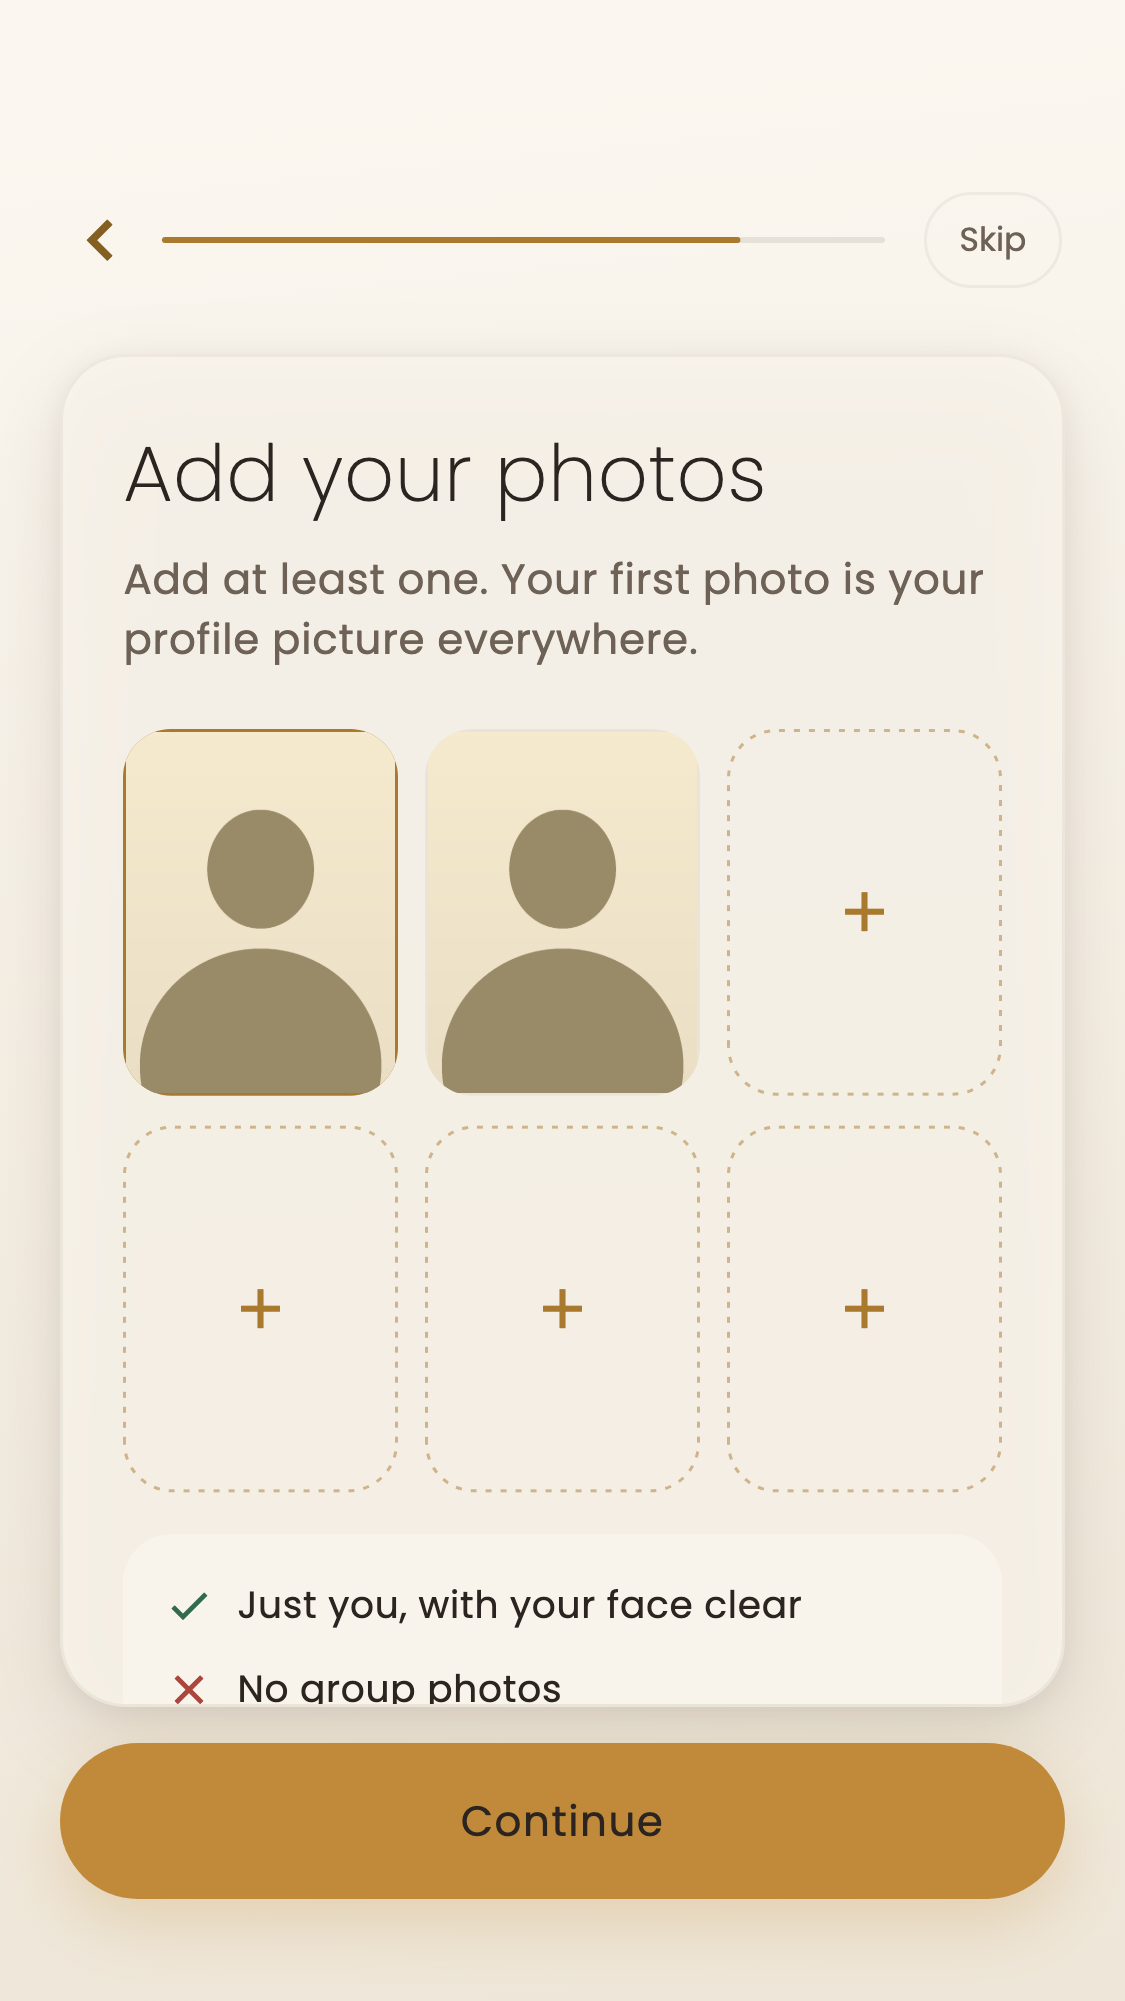 Skip
Add your photos
Add at least one. Your first photo is your
profile picture everywhere.
Just you, with your face clear
No group photos
Continue